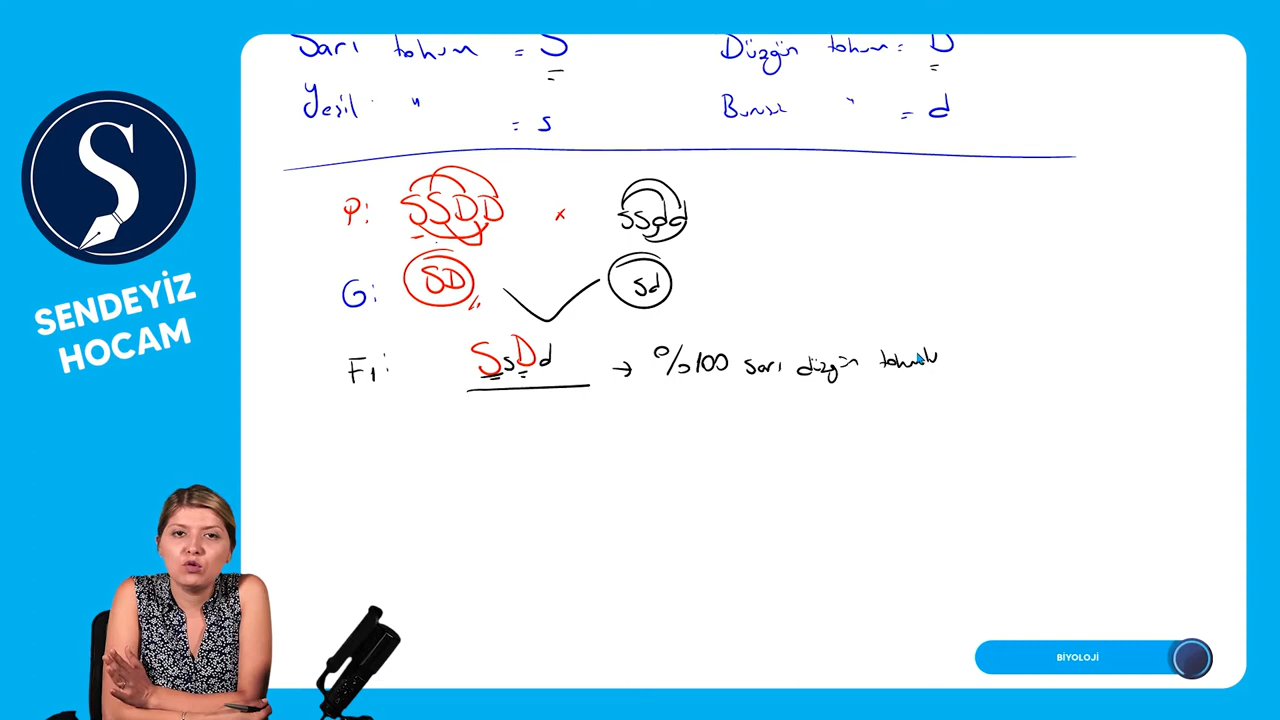 Sarı tohum = S
Düzgün tohum = D
Yeşil " = s
Buruşuk " = d
P: SSDD x ssdd
G: SD sd
F1: SsDd → %100 sarı düzgün tohumlu
S
SENDEYİZ
HOCAM
BİYOLOJİ